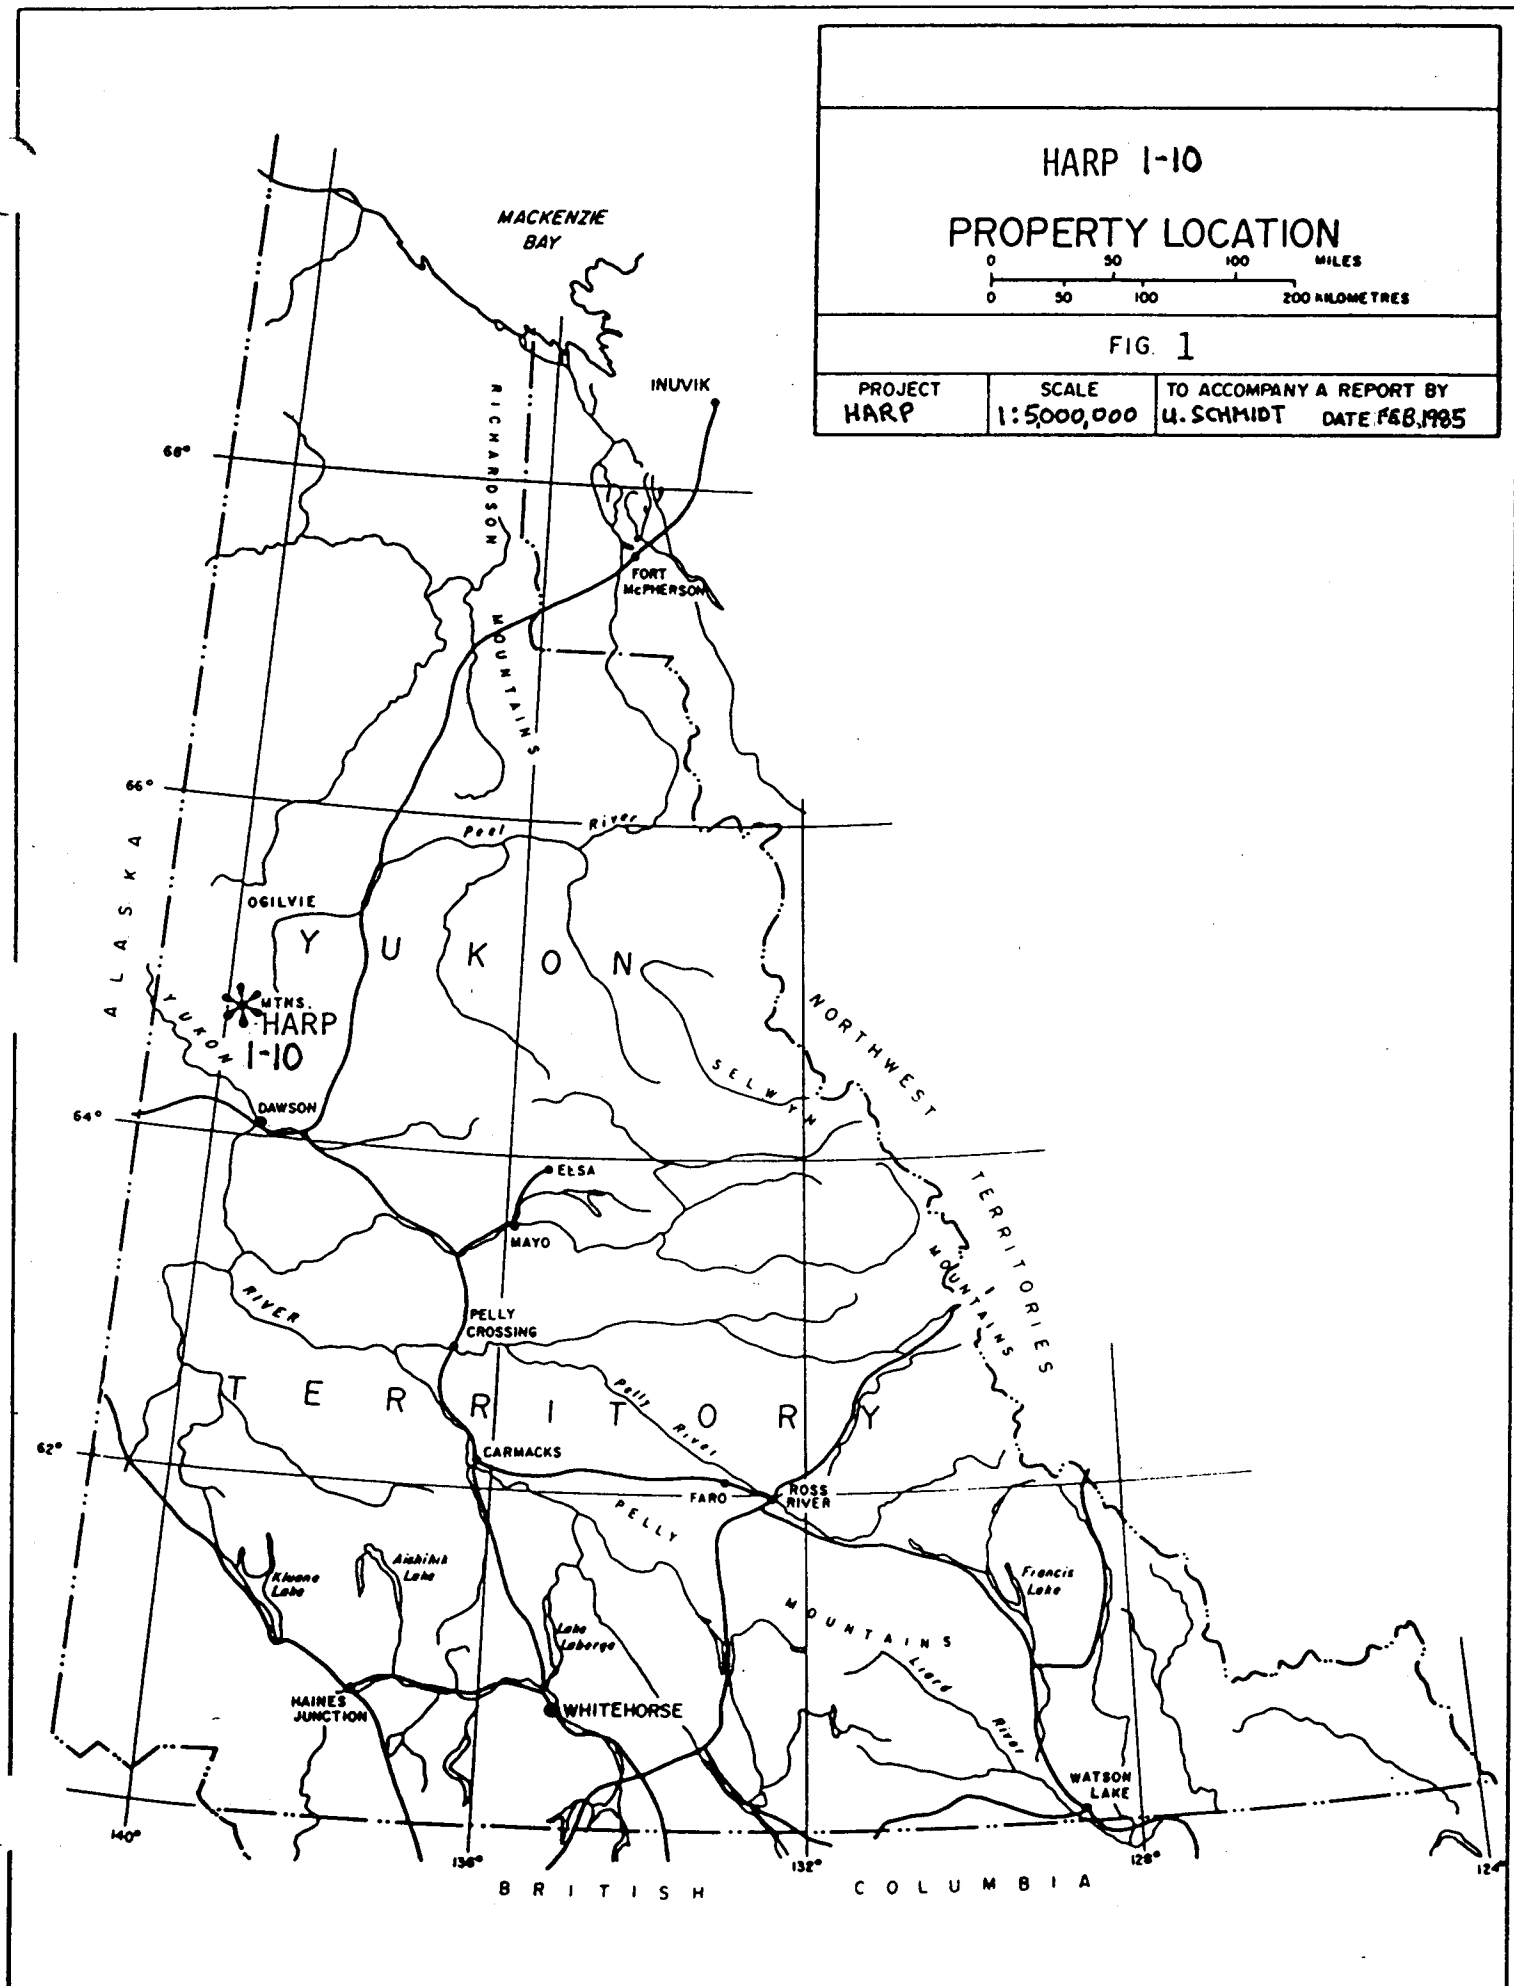 HARP 1-10
PROPERTY LOCATION
0 50 100 MILES
0 50 100 200 KILOMETRES
FIG. 1
PROJECT
HARP
SCALE
1:5,000,000
TO ACCOMPANY A REPORT BY
U. SCHMIDT DATE: FEB, 1985
MACKENZIE
BAY
INUVIK
RICHARDSON
MOUNTAINS
68°
FORT
McPHERSON
66°
Peel River
ALASKA
OGILVIE
MTNS.
YUKON
HARP
1-10
YUKON
RIVER
NORTHWEST
TERRITORIES
SELWYN
MOUNTAINS
64°
DAWSON
ELSA
MAYO
PELLY
CROSSING
TERRITORY
Pelly
River
62°
CARMACKS
FARO
ROSS
RIVER
PELLY
MOUNTAINS
Kluane
Lake
Aishihik
Lake
Francis
Lake
Lake
Laberge
Liard
River
HAINES
JUNCTION
WHITEHORSE
WATSON
LAKE
140°
136°
132°
128°
124°
BRITISH COLUMBIA